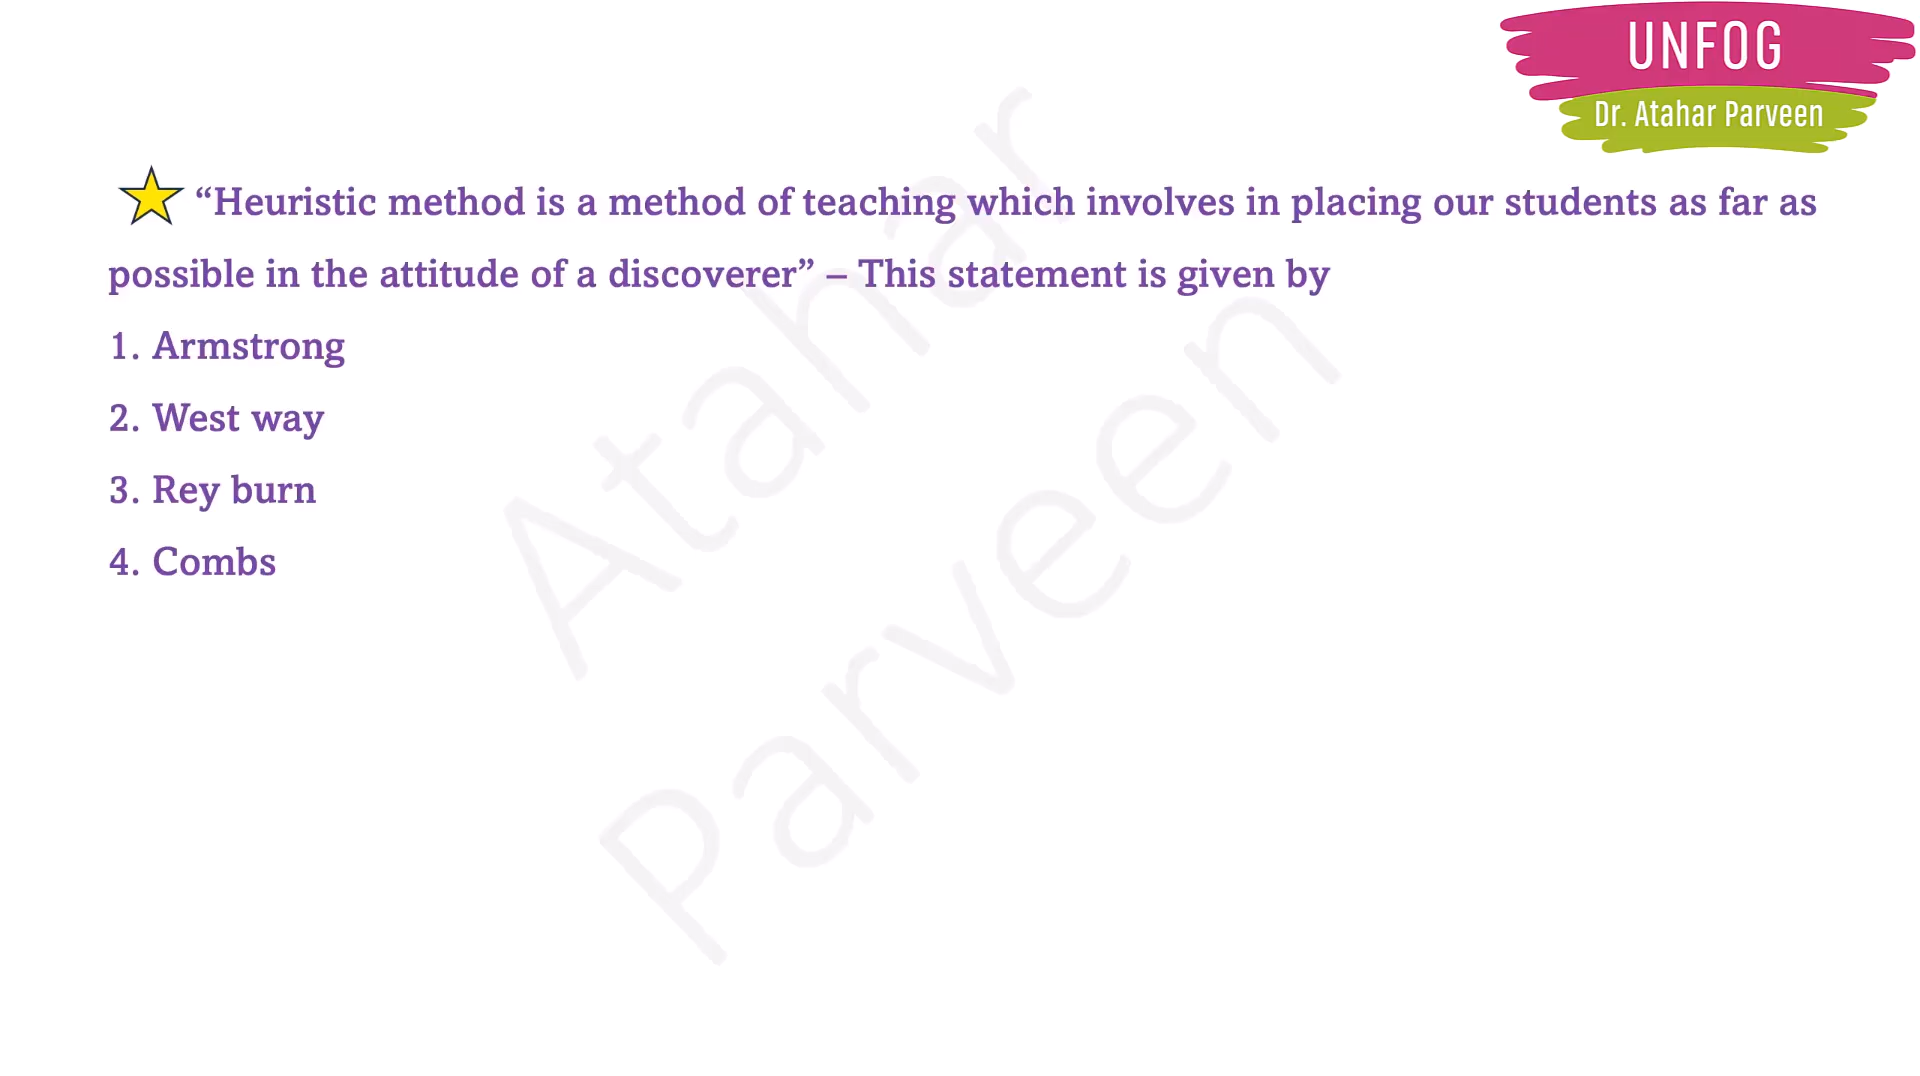 UNFOG
Dr. Atahar Parveen
“Heuristic method is a method of teaching which involves in placing our students as far as
possible in the attitude of a discoverer” – This statement is given by
1. Armstrong
2. West way
3. Rey burn
4. Combs
Atahar
Parveen